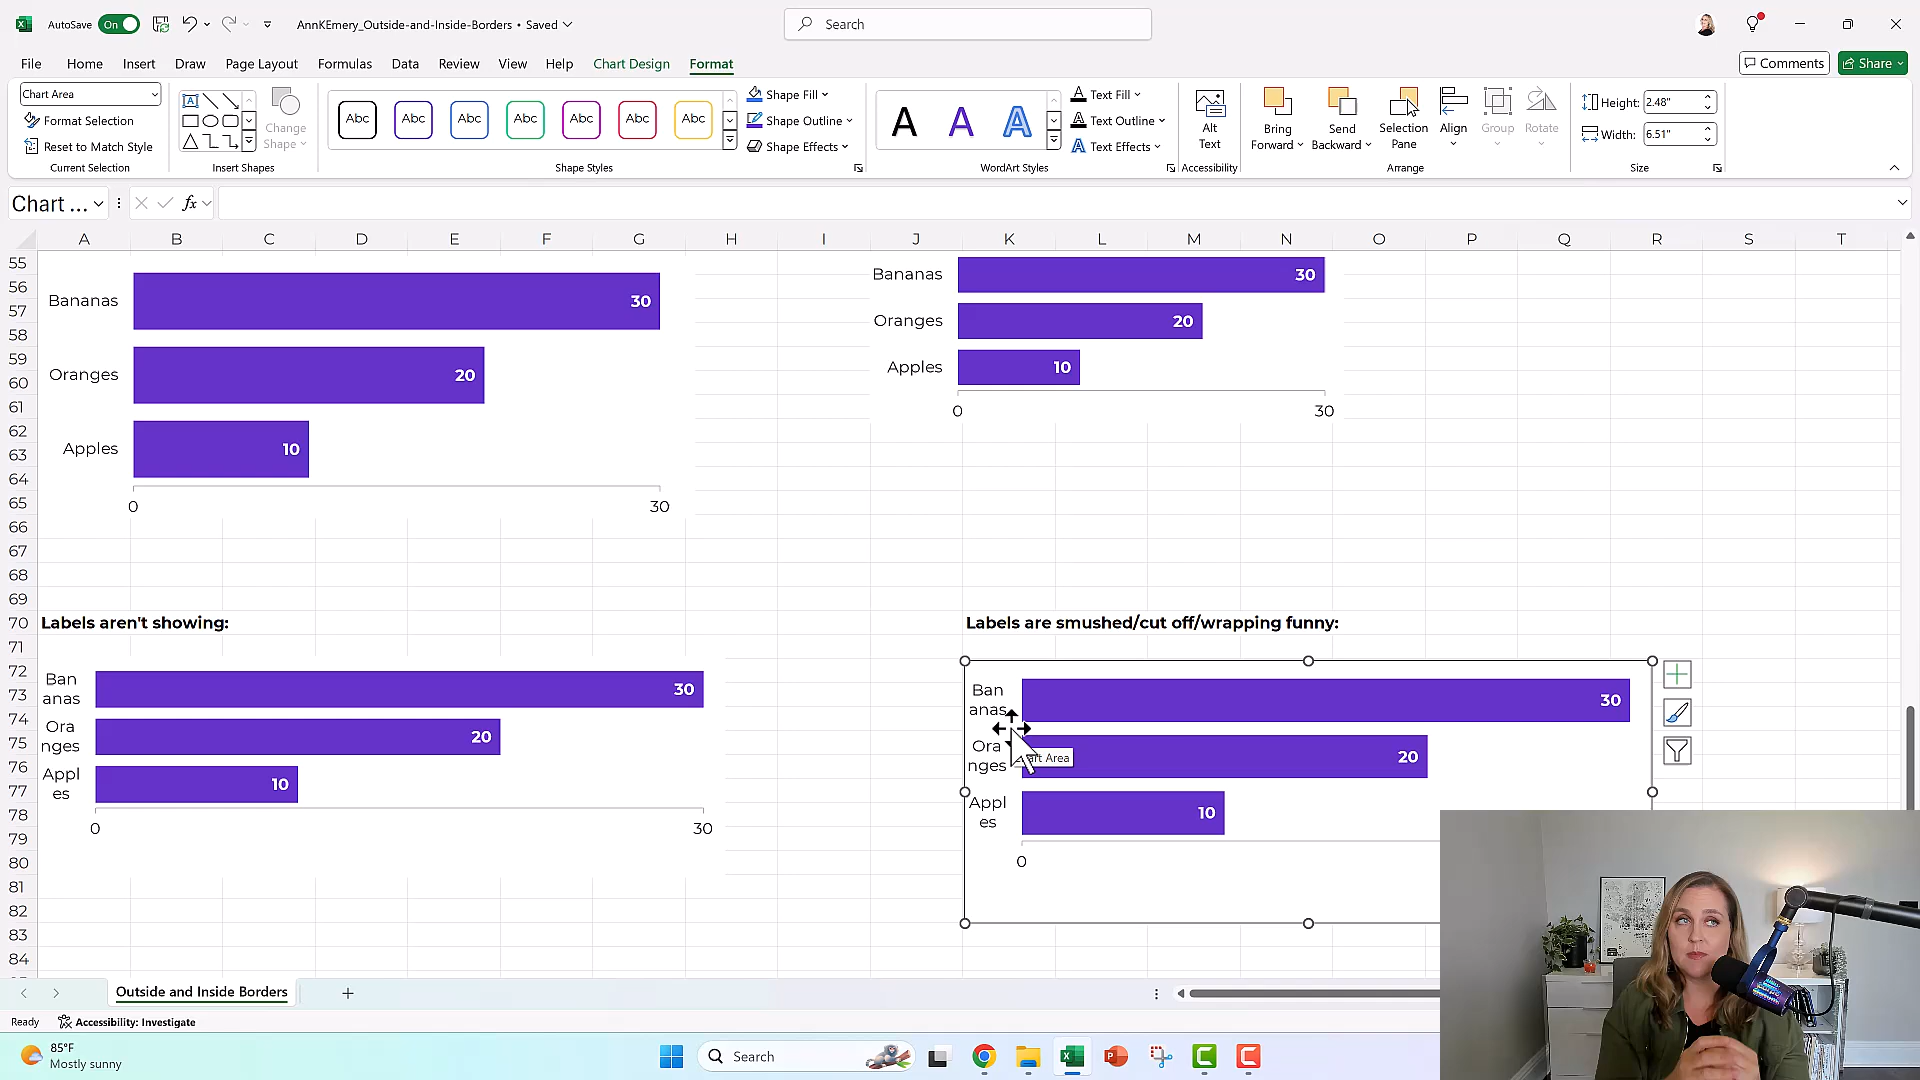 AutoSave On AnnKEmery_Outside-and-Inside-Borders • Saved Search
File Home Insert Draw Page Layout Formulas Data Review View Help Chart Design Format Comments Share
Chart Area
Format Selection
Reset to Match Style
Current Selection
Change
Shape
Insert Shapes
Abc Abc Abc Abc Abc Abc Abc
Shape Fill
Shape Outline
Shape Effects
Shape Styles
A A A
Text Fill
Text Outline
Text Effects
WordArt Styles
Alt
Text
Accessibility
Bring
Forward
Send
Backward
Selection
Pane
Align
Group
Rotate
Arrange
Height: 2.48"
Width: 6.51"
Size
Chart ... fx
A B C D E F G H I J K L M N O P Q R S T
55
56
57
58
59
60
61
62
63
64
65
66
67
68
69
70
71
72
73
74
75
76
77
78
79
80
81
82
83
84
Bananas 30
Oranges 20
Apples 10
0 30
Bananas 30
Oranges 20
Apples 10
0 30
Labels aren't showing:
Ban
anas
30
Ora
nges
20
Appl
es
10
0 30
Labels are smushed/cut off/wrapping funny:
Ban
anas
30
Ora
nges
20
Appl
es
10
0
Area
Outside and Inside Borders
Ready Accessibility: Investigate
85°F
Mostly sunny
Search